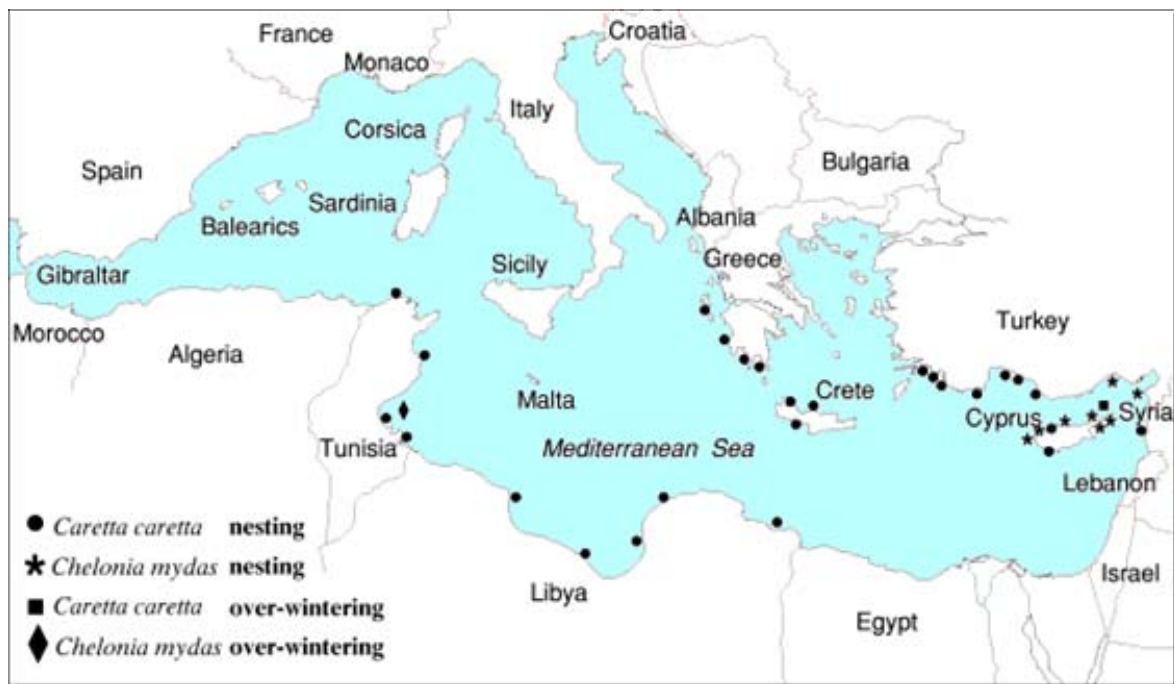 France
Croatia
Monaco
Italy
Corsica
Spain
Bulgaria
Sardinia
Balearics
Albania
Greece
Gibraltar
Sicily
Turkey
Morocco
Algeria
Malta
Crete
Cyprus
Syria
Tunisia
Mediterranean Sea
Lebanon
Caretta caretta nesting
Chelonia mydas nesting
Israel
Libya
Caretta caretta over-wintering
Egypt
Chelonia mydas over-wintering